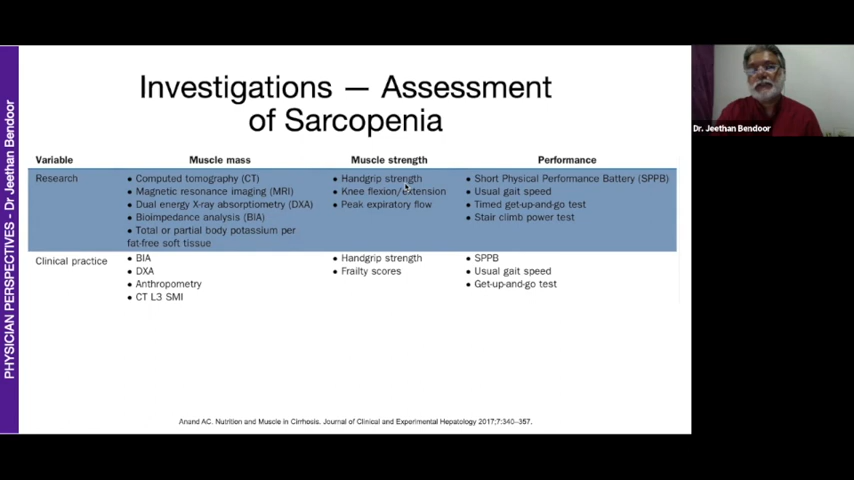 PHYSICIAN PERSPECTIVES - Dr Jeethan Bendoor
Investigations — Assessment
of Sarcopenia
Variable Muscle mass Muscle strength Performance
Research • Computed tomography (CT) • Handgrip strength • Short Physical Performance Battery (SPPB)
• Magnetic resonance imaging (MRI) • Knee flexion/extension • Usual gait speed
• Dual energy X-ray absorptiometry (DXA) • Peak expiratory flow • Timed get-up-and-go test
• Bioimpedance analysis (BIA) • Stair climb power test
• Total or partial body potassium per
fat-free soft tissue
Clinical practice • BIA • Handgrip strength • SPPB
• DXA • Frailty scores • Usual gait speed
• Anthropometry • Get-up-and-go test
• CT L3 SMI
Anand AC. Nutrition and Muscle in Cirrhosis. Journal of Clinical and Experimental Hepatology 2017;7:340–357.
Dr. Jeethan Bendoor